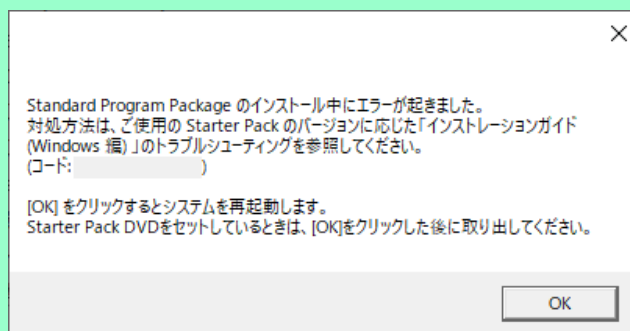 Standard Program Package のインストール中にエラーが起きました。
対処方法は、ご使用の Starter Pack のバージョンに応じた「インストレーションガイド
(Windows 編) 」のトラブルシューティングを参照してください。
(コード: )
[OK] をクリックするとシステムを再起動します。
Starter Pack DVDをセットしているときは、[OK]をクリックした後に取り出してください。
OK